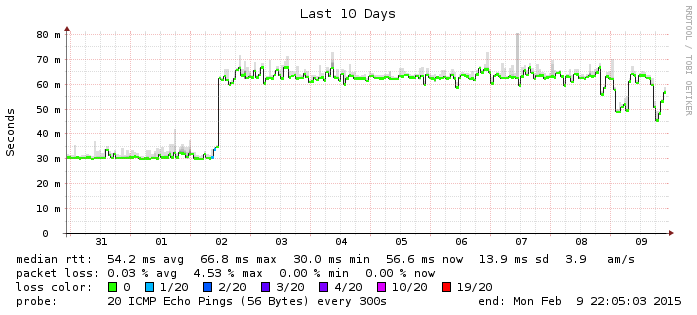 Last 10 Days
RRDTOOL / TOBI OETIKER
Seconds
80 m
70 m
60 m
50 m
40 m
30 m
20 m
10 m
0
31 01 02 03 04 05 06 07 08 09
median rtt: 54.2 ms avg 66.8 ms max 30.0 ms min 56.6 ms now 13.9 ms sd 3.9 am/s
packet loss: 0.03 % avg 4.53 % max 0.00 % min 0.00 % now
loss color: 0 1/20 2/20 3/20 4/20 10/20 19/20
probe: 20 ICMP Echo Pings (56 Bytes) every 300s end: Mon Feb 9 22:05:03 2015